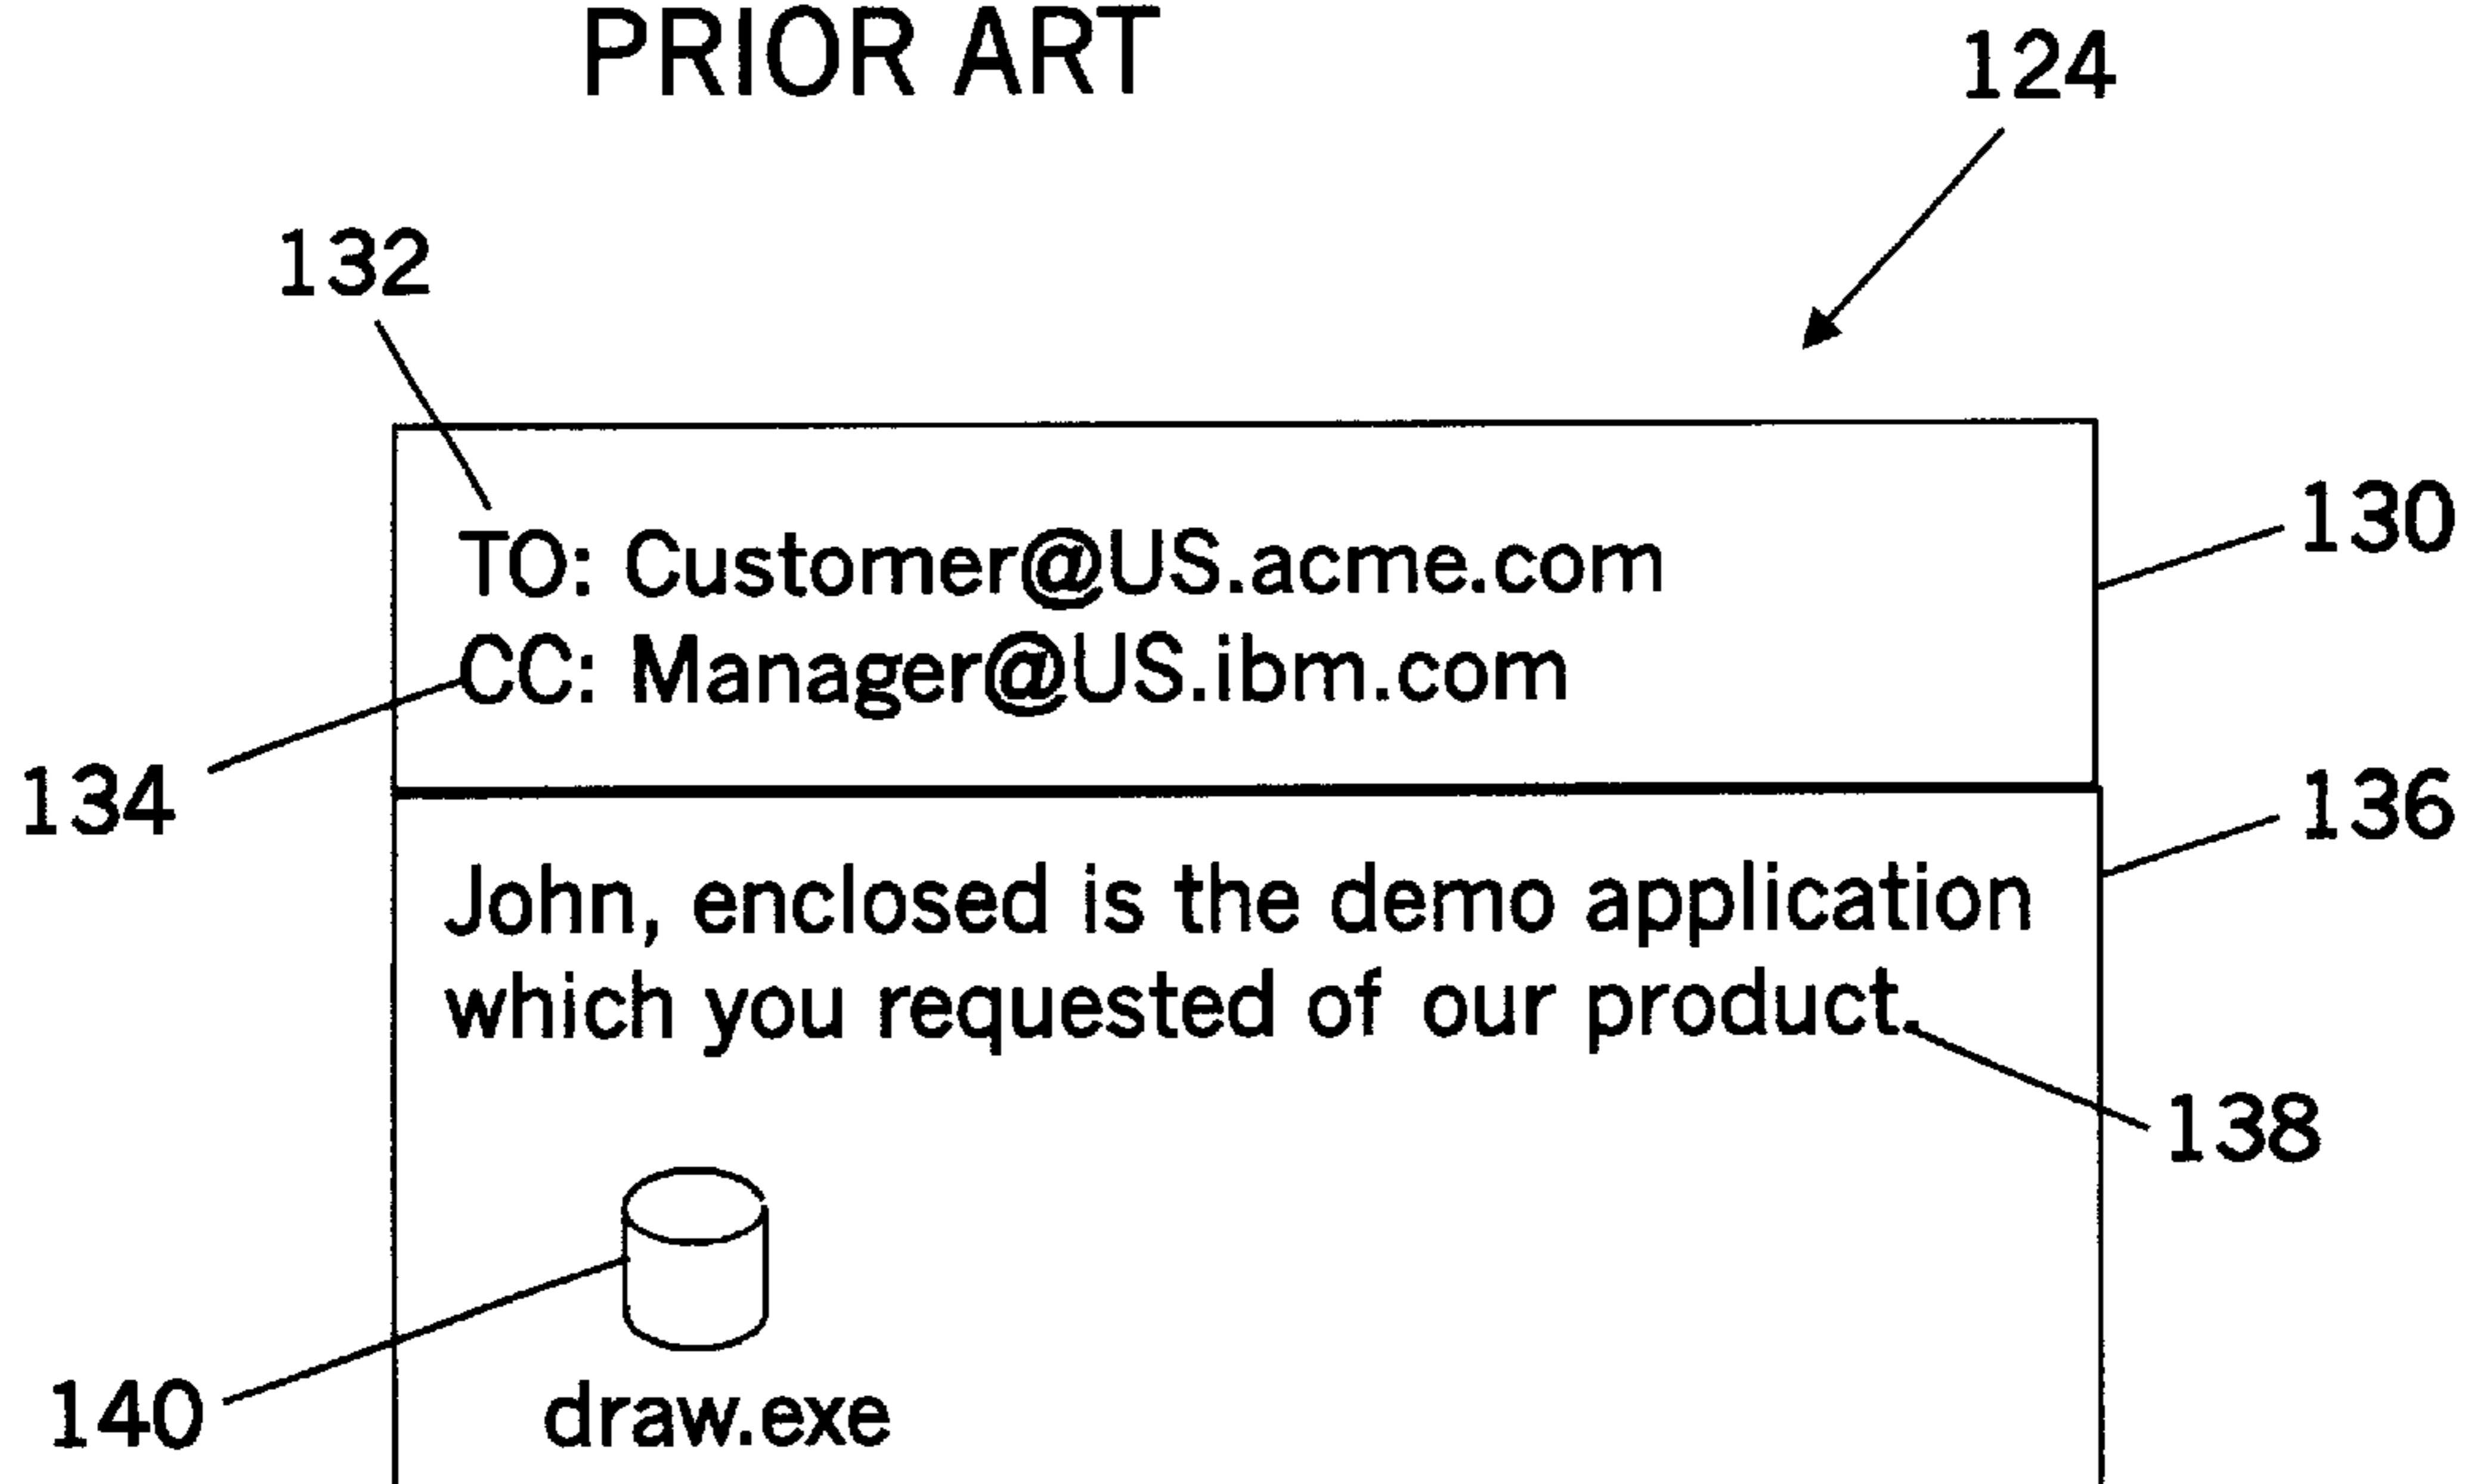 PRIOR ART
124
132
130
TO: Customer@US.acme.com
CC: Manager@US.ibm.com
134
136
John, enclosed is the demo application
which you requested of our product.
138
140
draw.exe